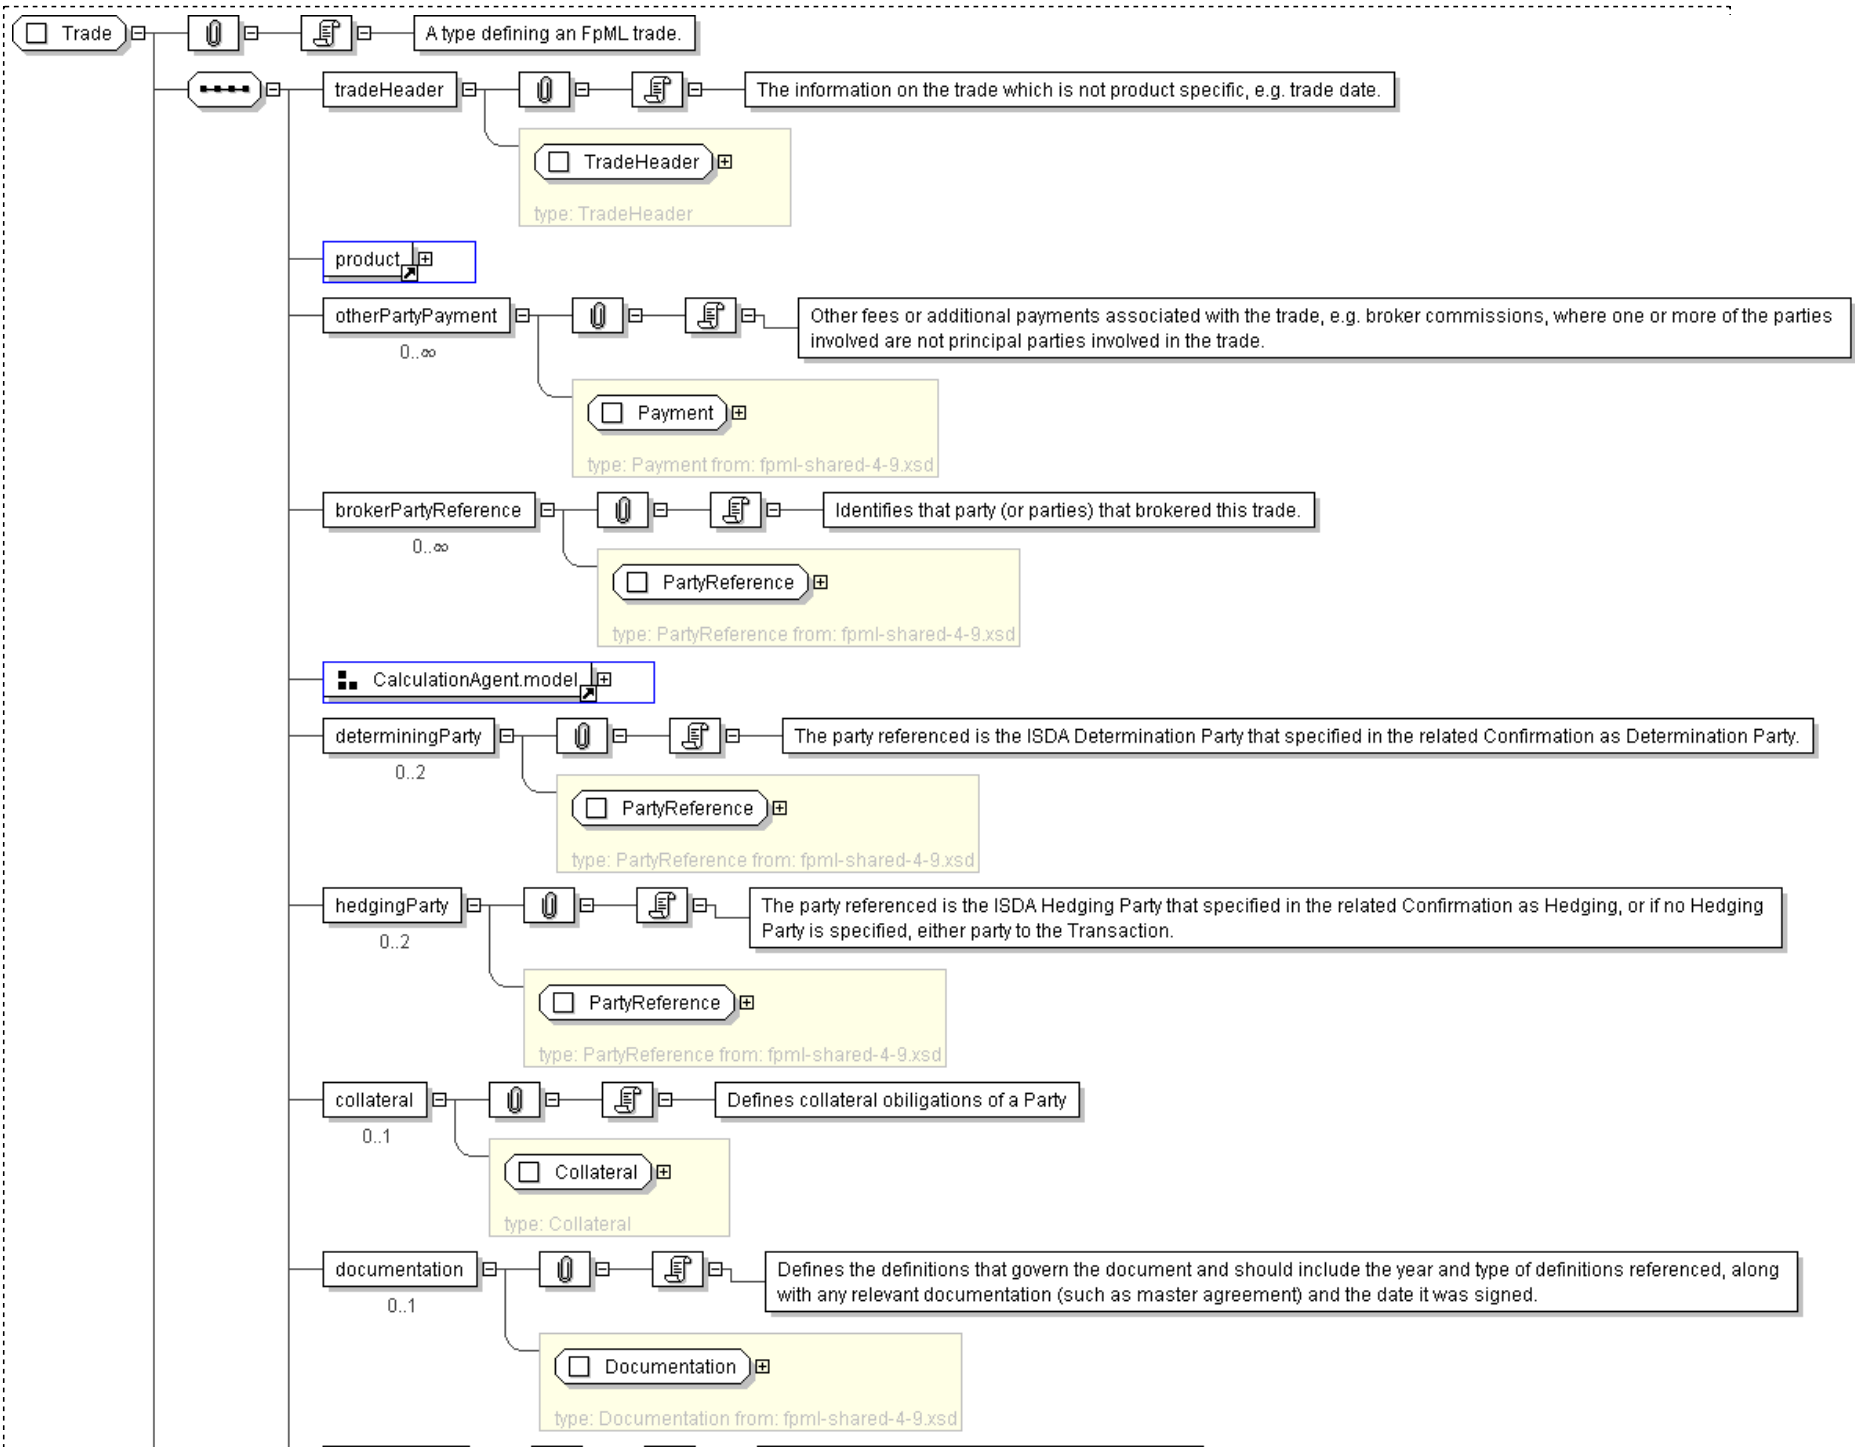 Trade
A type defining an FpML trade.
tradeHeader
The information on the trade which is not product specific, e.g. trade date.
TradeHeader
type: TradeHeader
product
otherPartyPayment
Other fees or additional payments associated with the trade, e.g. broker commissions, where one or more of the parties
involved are not principal parties involved in the trade.
0..∞
Payment
type: Payment from: fpml-shared-4-9.xsd
brokerPartyReference
Identifies that party (or parties) that brokered this trade.
0..∞
PartyReference
type: PartyReference from: fpml-shared-4-9.xsd
CalculationAgent.model
determiningParty
The party referenced is the ISDA Determination Party that specified in the related Confirmation as Determination Party.
0..2
PartyReference
type: PartyReference from: fpml-shared-4-9.xsd
hedgingParty
The party referenced is the ISDA Hedging Party that specified in the related Confirmation as Hedging, or if no Hedging
Party is specified, either party to the Transaction.
0..2
PartyReference
type: PartyReference from: fpml-shared-4-9.xsd
collateral
Defines collateral obiligations of a Party
0..1
Collateral
type: Collateral
documentation
Defines the definitions that govern the document and should include the year and type of definitions referenced, along
with any relevant documentation (such as master agreement) and the date it was signed.
0..1
Documentation
type: Documentation from: fpml-shared-4-9.xsd